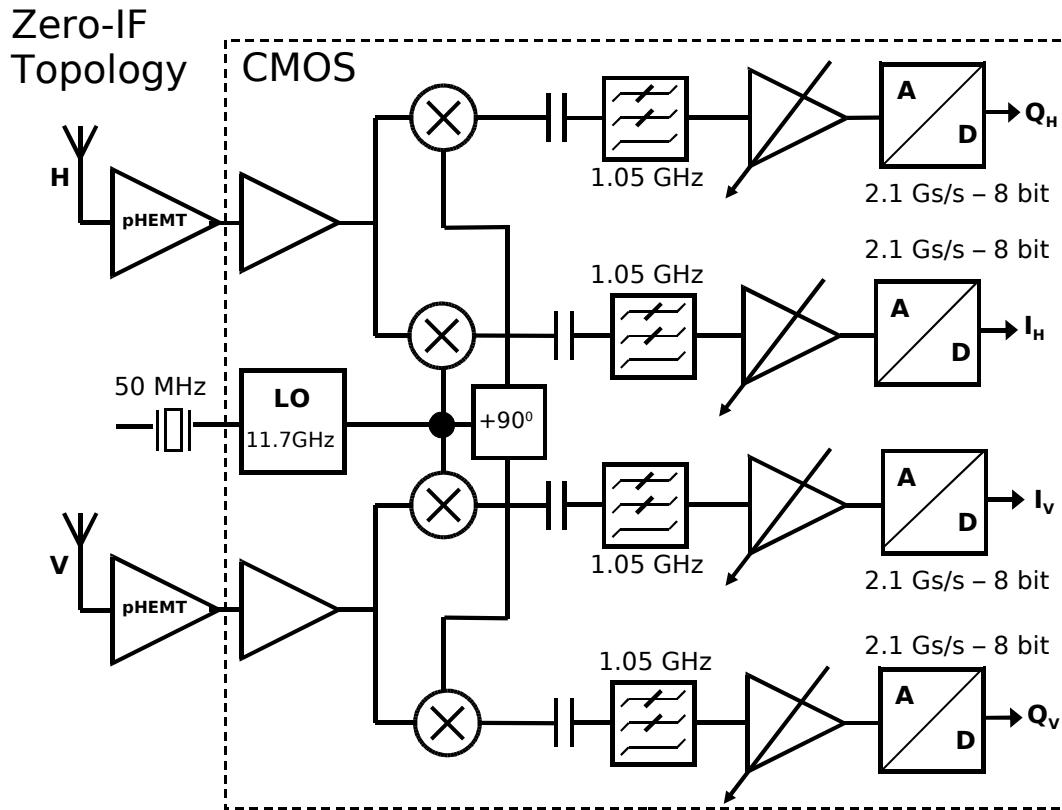 Zero-IF
Topology
CMOS
H
pHEMT
1.05 GHz
A
D
Q_H
2.1 Gs/s – 8 bit
2.1 Gs/s – 8 bit
1.05 GHz
A
D
I_H
50 MHz
LO
11.7GHz
+90⁰
V
pHEMT
1.05 GHz
A
D
I_V
2.1 Gs/s – 8 bit
2.1 Gs/s – 8 bit
1.05 GHz
A
D
Q_V